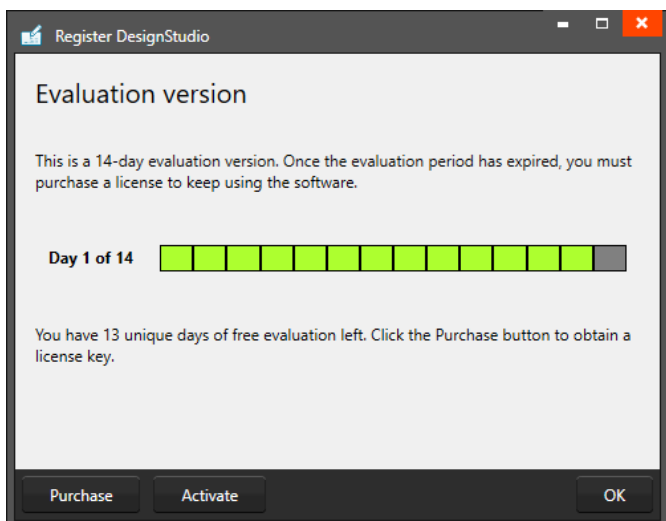 Register DesignStudio
Evaluation version
This is a 14-day evaluation version. Once the evaluation period has expired, you must
purchase a license to keep using the software.
Day 1 of 14
You have 13 unique days of free evaluation left. Click the Purchase button to obtain a
license key.
Purchase
Activate
OK